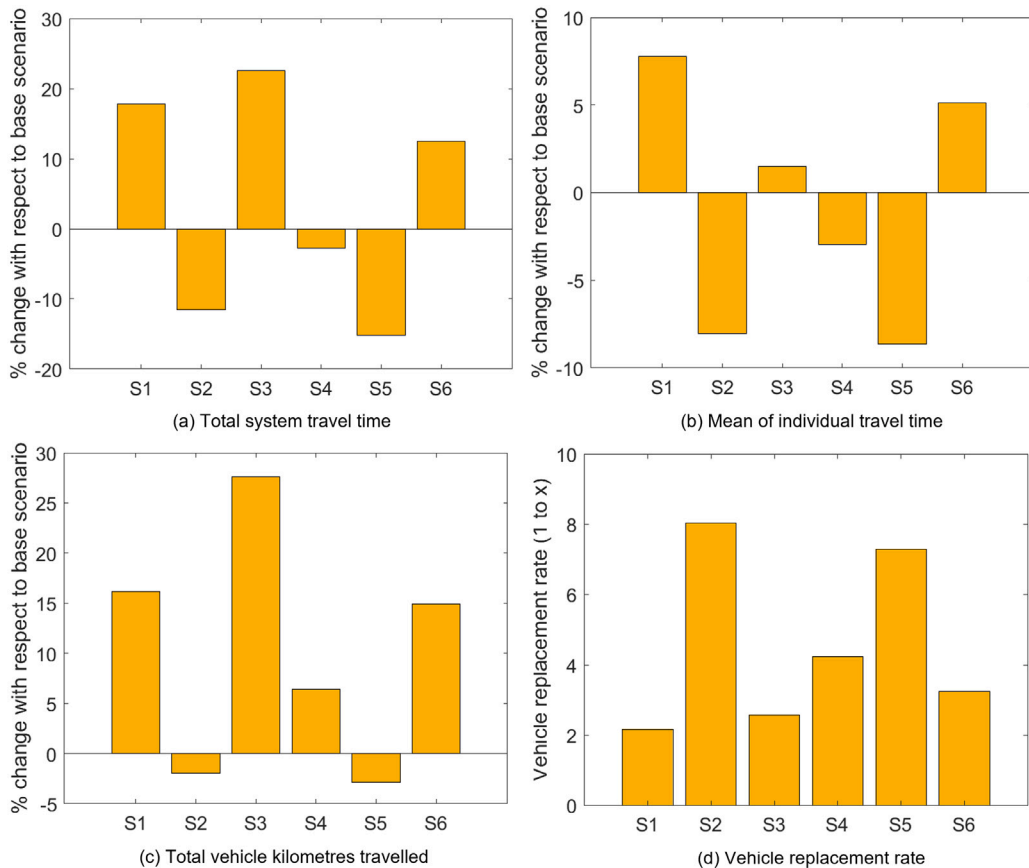 % change with respect to base scenario
30
20
10
0
-10
-20
S1 S2 S3 S4 S5 S6
(a) Total system travel time
% change with respect to base scenario
10
5
0
-5
-10
S1 S2 S3 S4 S5 S6
(b) Mean of individual travel time
% change with respect to base scenario
30
25
20
15
10
5
0
-5
S1 S2 S3 S4 S5 S6
(c) Total vehicle kilometres travelled
Vehicle replacement rate (1 to x)
10
8
6
4
2
0
S1 S2 S3 S4 S5 S6
(d) Vehicle replacement rate